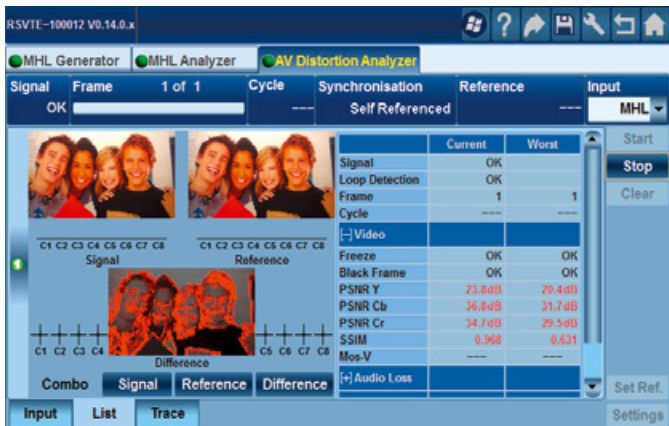 RSVTE-100012 V0.14.0.x
?
MHL Generator MHL Analyzer AV Distortion Analyzer
Signal Frame 1 of 1 Cycle Synchronisation Reference Input
OK --- Self Referenced --- MHL
Start
Stop
Clear
Current Worst
Signal OK
Loop Detection OK
Frame 1 1
Cycle --- ---
[-] Video
Freeze OK OK
Black Frame OK OK
PSNR Y 23.8dB 20.4dB
PSNR Cb 36.8dB 31.7dB
PSNR Cr 34.7dB 29.5dB
SSIM 0.968 0.631
Mos-V --- ---
[+] Audio Loss
C1 C2 C3 C4 C5 C6 C7 C8
Signal
C1 C2 C3 C4 C5 C6 C7 C8
Reference
1
C1 C2 C3 C4 C5 C6 C7 C8
Difference
Combo Signal Reference Difference
Set Ref.
Input List Trace Settings